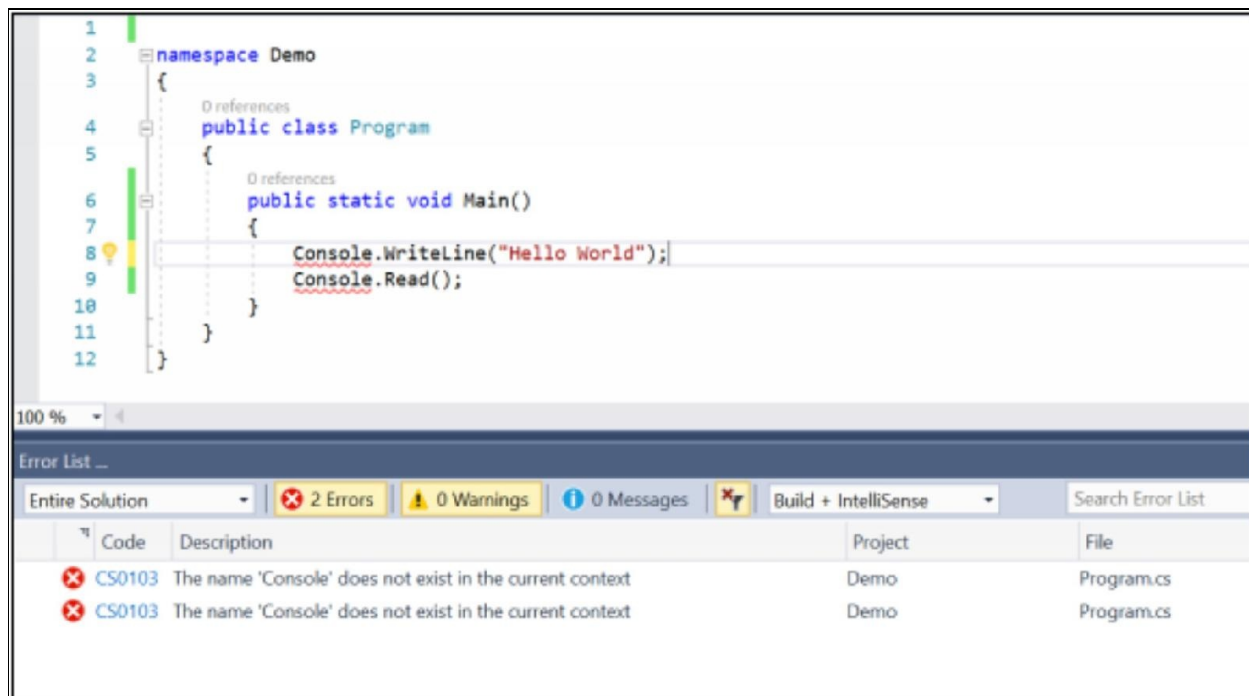 1
2 namespace Demo
3 {
0 references
4 public class Program
5 {
0 references
6 public static void Main()
7 {
8 Console.WriteLine("Hello World");
9 Console.Read();
10 }
11 }
12 }
100 %
Error List ...
Entire Solution 2 Errors 0 Warnings 0 Messages Build + IntelliSense Search Error List
Code Description Project File
CS0103 The name 'Console' does not exist in the current context Demo Program.cs
CS0103 The name 'Console' does not exist in the current context Demo Program.cs